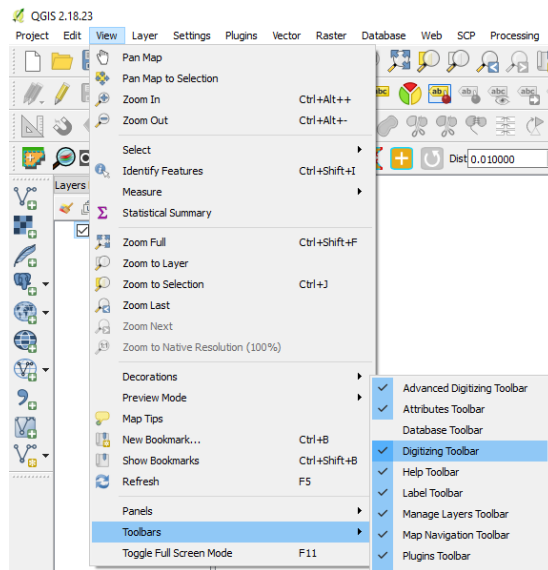 QGIS 2.18.23
Project Edit View Layer Settings Plugins Vector Raster Database Web SCP Processing
Pan Map
Pan Map to Selection
Zoom In Ctrl+Alt++
Zoom Out Ctrl+Alt+-
Select
Identify Features Ctrl+Shift+I
Measure
Statistical Summary
Zoom Full Ctrl+Shift+F
Zoom to Layer
Zoom to Selection Ctrl+J
Zoom Last
Zoom Next
Zoom to Native Resolution (100%)
Decorations
Preview Mode
Map Tips
New Bookmark... Ctrl+B
Show Bookmarks Ctrl+Shift+B
Refresh F5
Panels
Toolbars
Toggle Full Screen Mode F11
Layers
abc
Dist 0.010000
Advanced Digitizing Toolbar
Attributes Toolbar
Database Toolbar
Digitizing Toolbar
Help Toolbar
Label Toolbar
Manage Layers Toolbar
Map Navigation Toolbar
Plugins Toolbar